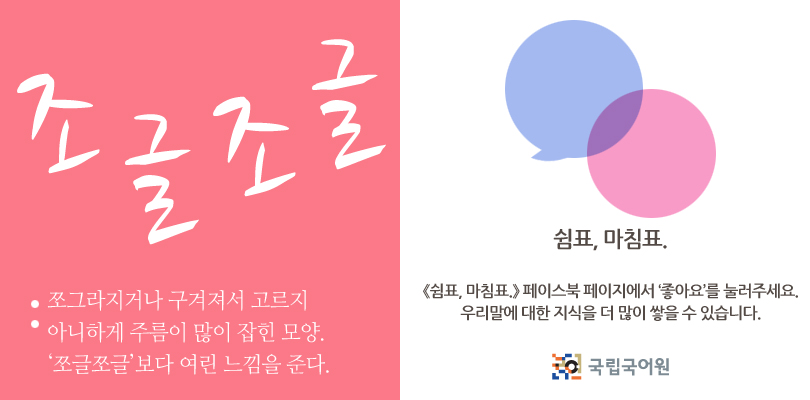 조글조글
쪼그라지거나 구겨져서 고르지
아니하게 주름이 많이 잡힌 모양.
‘쪼글쪼글’보다 여린 느낌을 준다.
쉼표, 마침표.
《쉼표, 마침표.》 페이스북 페이지에서 ‘좋아요’를 눌러주세요.
우리말에 대한 지식을 더 많이 쌓을 수 있습니다.
국립국어원